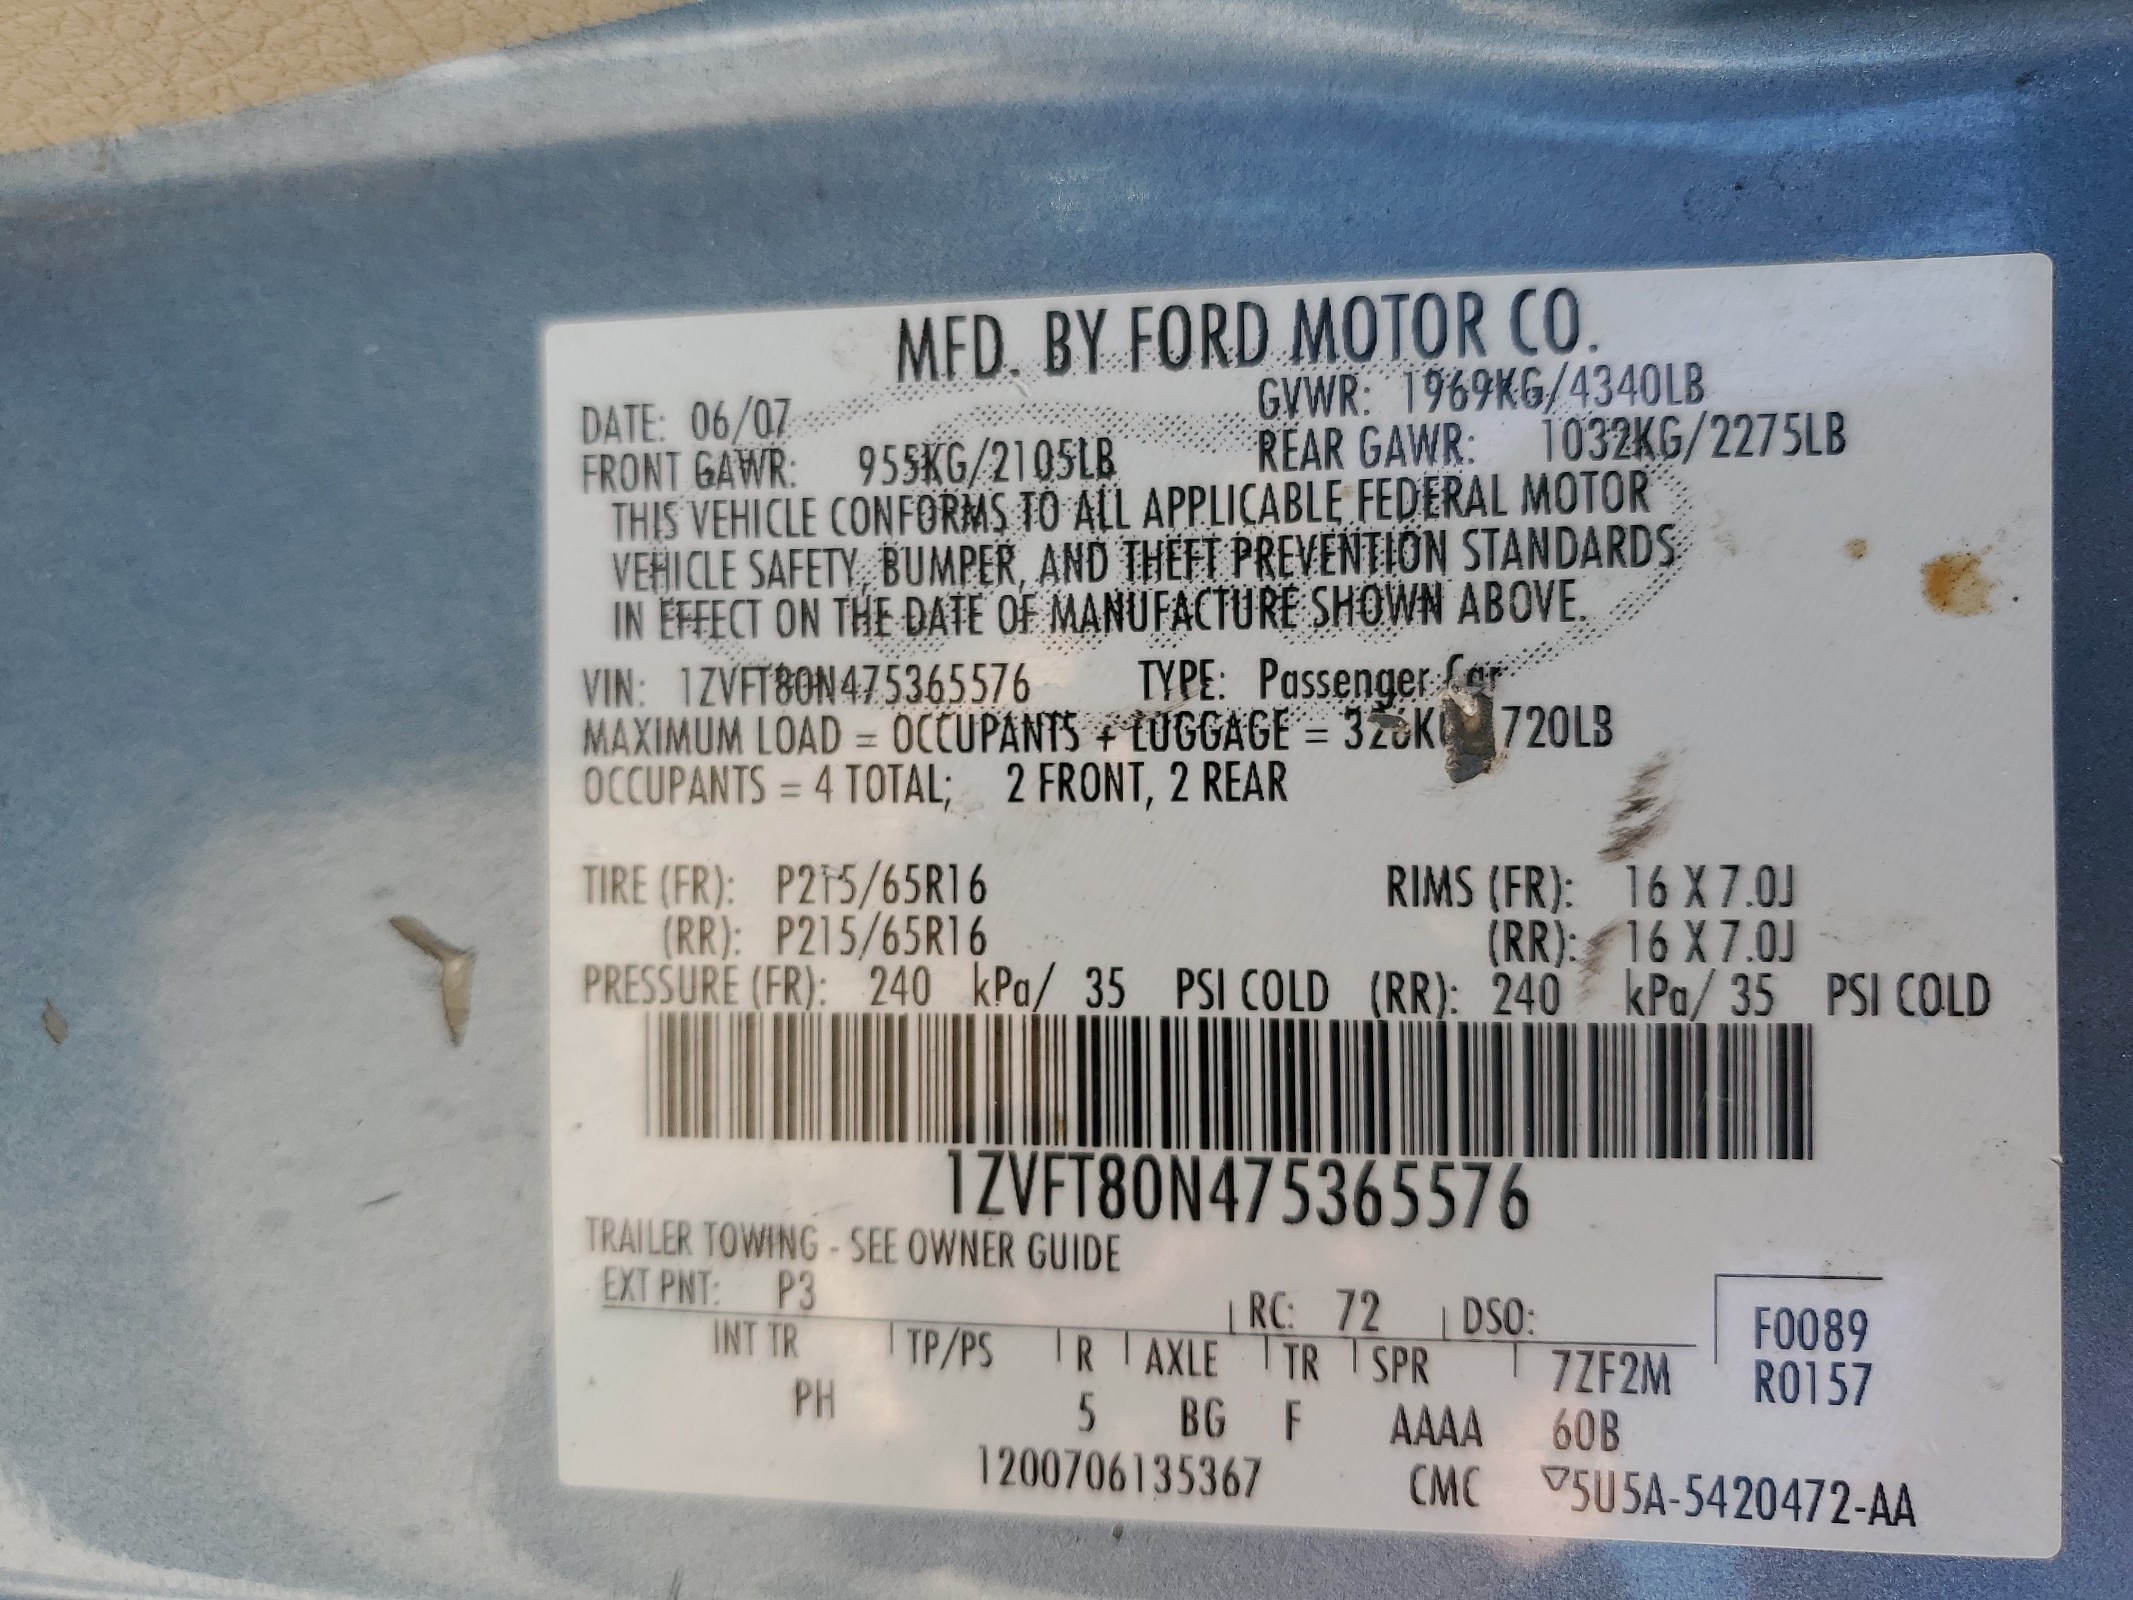 MFD. BY FORD MOTOR CO.
DATE: 06/07 GVWR: 1969KG/4340LB
FRONT GAWR: 955KG/2105LB REAR GAWR: 1032KG/2275LB
THIS VEHICLE CONFORMS TO ALL APPLICABLE FEDERAL MOTOR
VEHICLE SAFETY, BUMPER, AND THEFT PREVENTION STANDARDS
IN EFFECT ON THE DATE OF MANUFACTURE SHOWN ABOVE.
VIN: 1ZVFT80N475365576 TYPE: Passenger Car
MAXIMUM LOAD = OCCUPANTS + LUGGAGE = 720LB
OCCUPANTS = 4 TOTAL; 2 FRONT, 2 REAR
TIRE (FR): P215/65R16 RIMS (FR): 16 X 7.0J
(RR): P215/65R16 (RR): 16 X 7.0J
PRESSURE (FR): 240 kPa/ 35 PSI COLD (RR): 240 kPa/ 35 PSI COLD
1ZVFT80N475365576
TRAILER TOWING - SEE OWNER GUIDE
EXT PNT: P3 RC: 72 DSO: F0089
INT TR TP/PS R AXLE TR SPR 7ZF2M R0157
PH 5 BG F AAAA 60B
1200706135367 CMC ▽5U5A-5420472-AA